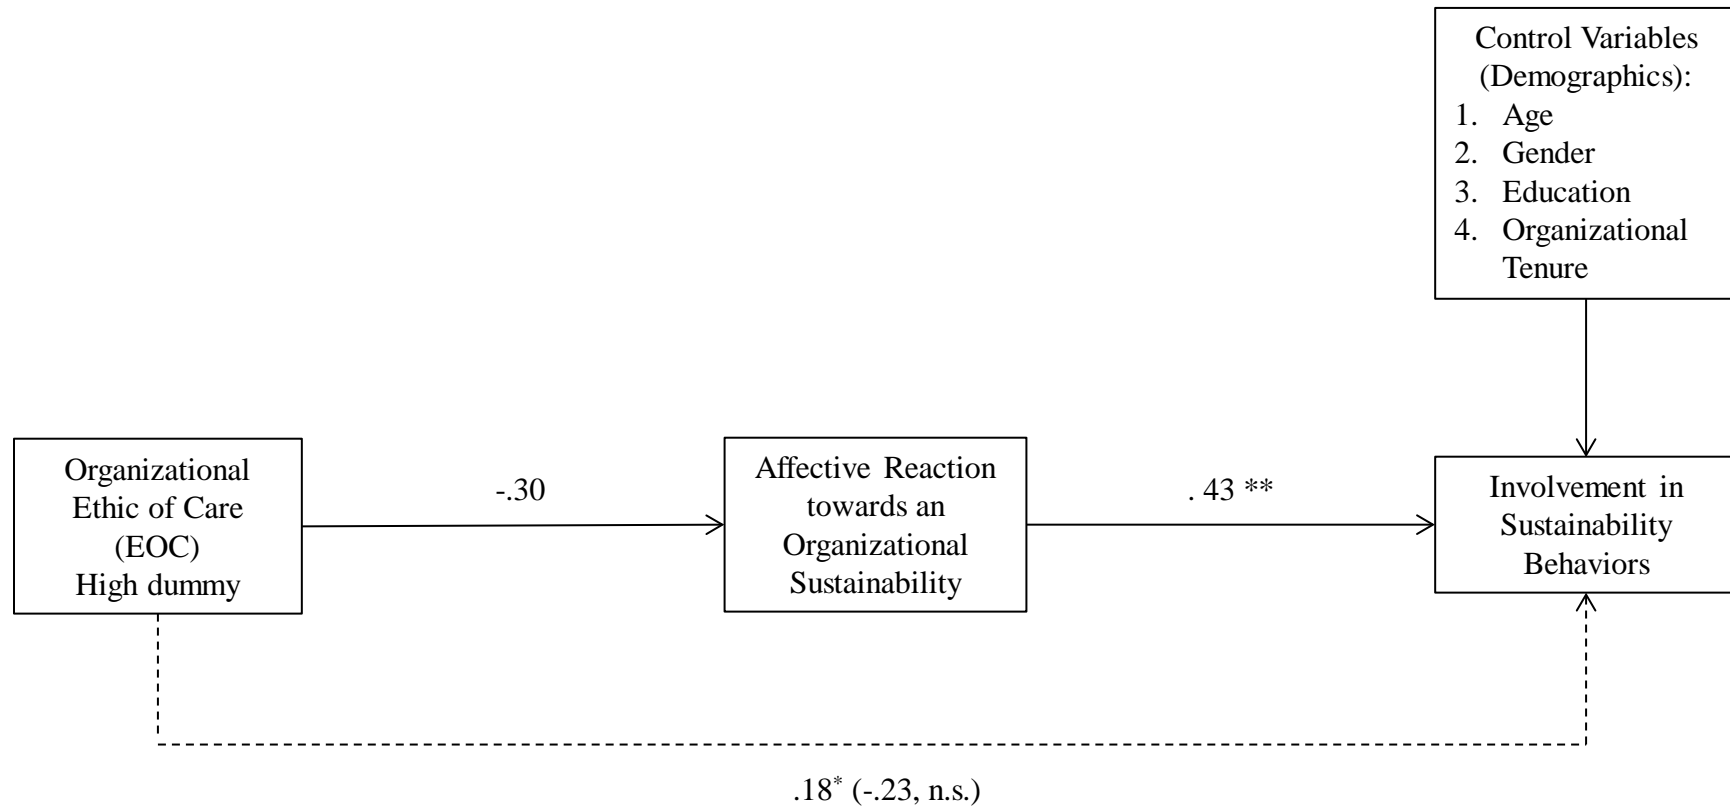 Control Variables
(Demographics):
1. Age
2. Gender
3. Education
4. Organizational
Tenure
Organizational
Ethic of Care
(EOC)
High dummy
-.30
Affective Reaction
towards an
Organizational
Sustainability
. 43 **
Involvement in
Sustainability
Behaviors
.18* (-.23, n.s.)